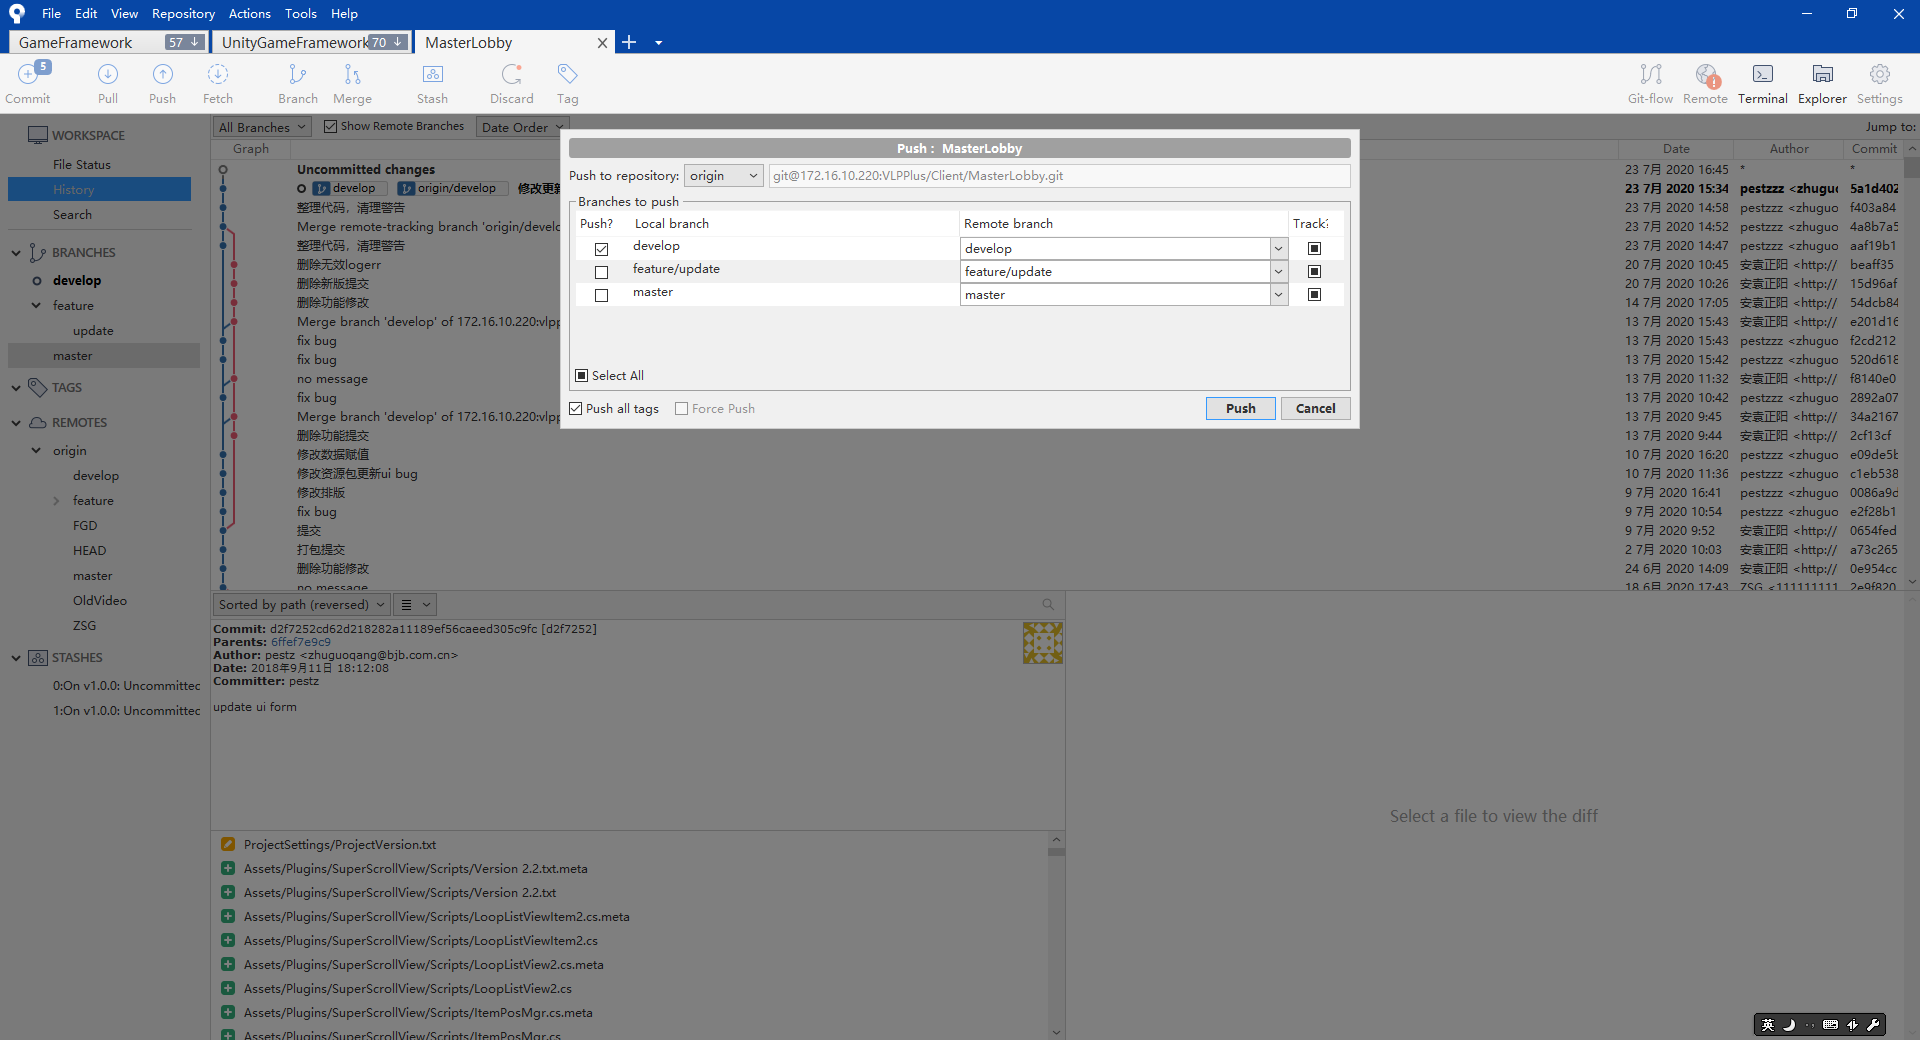 File Edit View Repository Actions Tools Help
GameFramework 57 UnityGameFramework 70 MasterLobby
5
Commit Pull Push Fetch Branch Merge Stash Discard Tag Git-flow Remote Terminal Explorer Settings
WORKSPACE
File Status
History
Search
BRANCHES
develop
feature
update
master
TAGS
REMOTES
origin
develop
feature
FGD
HEAD
master
OldVideo
ZSG
STASHES
0:On v1.0.0: Uncommitted
1:On v1.0.0: Uncommitted
All Branches Show Remote Branches Date Order Jump to:
Graph Date Author Commit
Uncommitted changes 23 7月 2020 16:45 * *
develop origin/develop 修改更新 23 7月 2020 15:34 pestzzz <zhuguo 5a1d402
整理代码，清理警告 23 7月 2020 14:58 pestzzz <zhuguo f403a84
Merge remote-tracking branch 'origin/develo 23 7月 2020 14:52 pestzzz <zhuguo 4a8b7a5
整理代码，清理警告 23 7月 2020 14:47 pestzzz <zhuguo aaf19b1
删除无效logerr 20 7月 2020 10:45 安袁正阳 <http:// beaff35
删除新版提交 20 7月 2020 10:26 安袁正阳 <http:// 15d96af
删除功能修改 14 7月 2020 17:05 安袁正阳 <http:// 54dcb84
Merge branch 'develop' of 172.16.10.220:vlpp 13 7月 2020 15:43 安袁正阳 <http:// e201d16
fix bug 13 7月 2020 15:43 pestzzz <zhuguo f2cd212
fix bug 13 7月 2020 15:42 pestzzz <zhuguo 520d618
no message 13 7月 2020 11:32 安袁正阳 <http:// f8140e0
fix bug 13 7月 2020 10:42 pestzzz <zhuguo 2892a07
Merge branch 'develop' of 172.16.10.220:vlpp 13 7月 2020 9:45 安袁正阳 <http:// 34a2167
删除功能提交 13 7月 2020 9:44 安袁正阳 <http:// 2cf13cf
修改数据赋值 10 7月 2020 16:20 pestzzz <zhuguo e09de5b
修改资源包更新ui bug 10 7月 2020 11:36 pestzzz <zhuguo c1eb538
修改排版 9 7月 2020 16:41 pestzzz <zhuguo 0086a9d
fix bug 9 7月 2020 10:54 pestzzz <zhuguo e2f28b1
提交 9 7月 2020 9:52 安袁正阳 <http:// 0654fed
打包提交 2 7月 2020 10:03 安袁正阳 <http:// a73c265
删除功能修改 24 6月 2020 14:09 安袁正阳 <http:// 0e954cc
no message 18 6月 2020 17:43 ZSG <111111111 2e9f820
Push : MasterLobby
Push to repository: origin git@172.16.10.220:VLPPlus/Client/MasterLobby.git
Branches to push
Push? Local branch Remote branch Track?
develop develop
feature/update feature/update
master master
Select All
Push all tags Force Push Push Cancel
Sorted by path (reversed)
Commit: d2f7252cd62d218282a11189ef56caeed305c9fc [d2f7252]
Parents: 6ffef7e9c9
Author: pestz <zhuguoqang@bjb.com.cn>
Date: 2018年9月11日 18:12:08
Committer: pestz
update ui form
ProjectSettings/ProjectVersion.txt
Assets/Plugins/SuperScrollView/Scripts/Version 2.2.txt.meta
Assets/Plugins/SuperScrollView/Scripts/Version 2.2.txt
Assets/Plugins/SuperScrollView/Scripts/LoopListViewItem2.cs.meta
Assets/Plugins/SuperScrollView/Scripts/LoopListViewItem2.cs
Assets/Plugins/SuperScrollView/Scripts/LoopListView2.cs.meta
Assets/Plugins/SuperScrollView/Scripts/LoopListView2.cs
Assets/Plugins/SuperScrollView/Scripts/ItemPosMgr.cs.meta
Assets/Plugins/SuperScrollView/Scripts/ItemPosMgr.cs
Select a file to view the diff
英